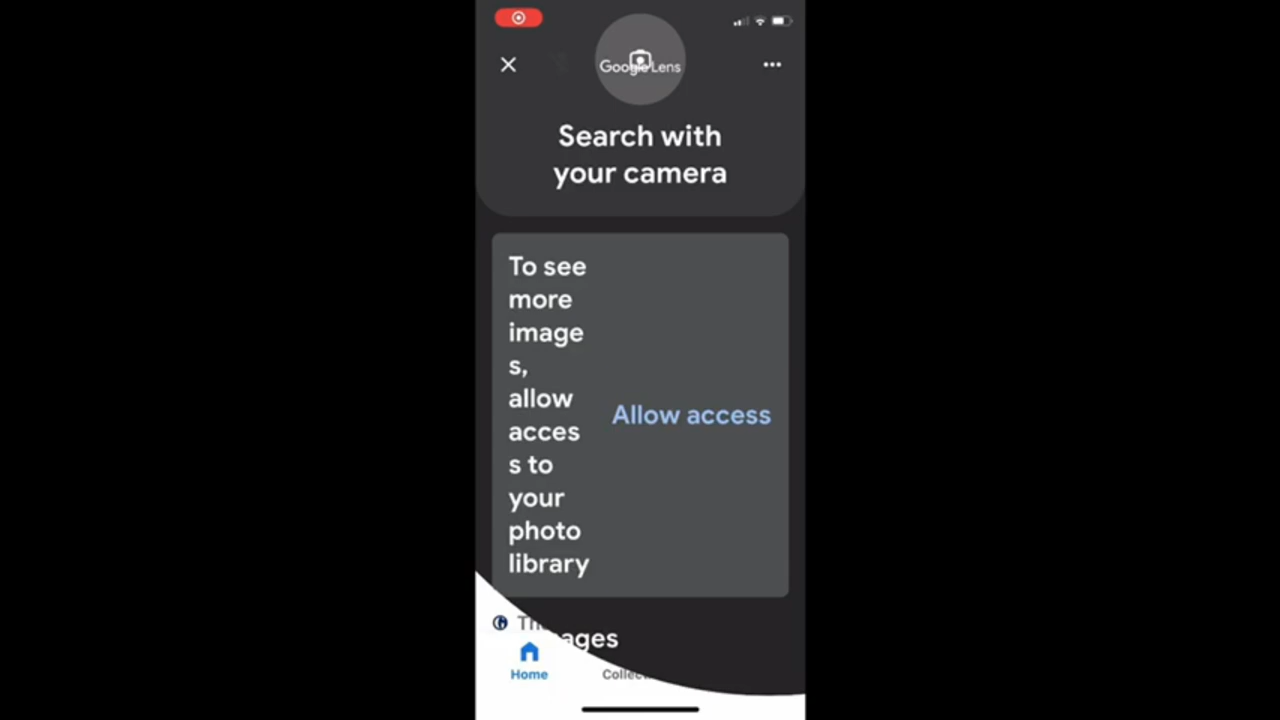 Google Lens
Search with
your camera
To see
more
image
s,
allow
acces
s to
your
photo
library
Allow access
ages
Home